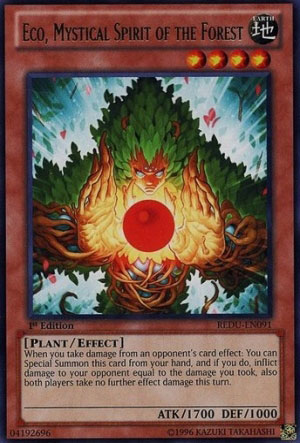 Eco, Mystical Spirit of the Forest
EARTH
地
1st Edition
REDU-EN091
[Plant / Effect]
When you take damage from an opponent's card effect: You can
Special Summon this card from your hand, and if you do, inflict
damage to your opponent equal to the damage you took, also
both players take no further effect damage this turn.
ATK/1700 DEF/1000
04192696
©1996 KAZUKI TAKAHASHI